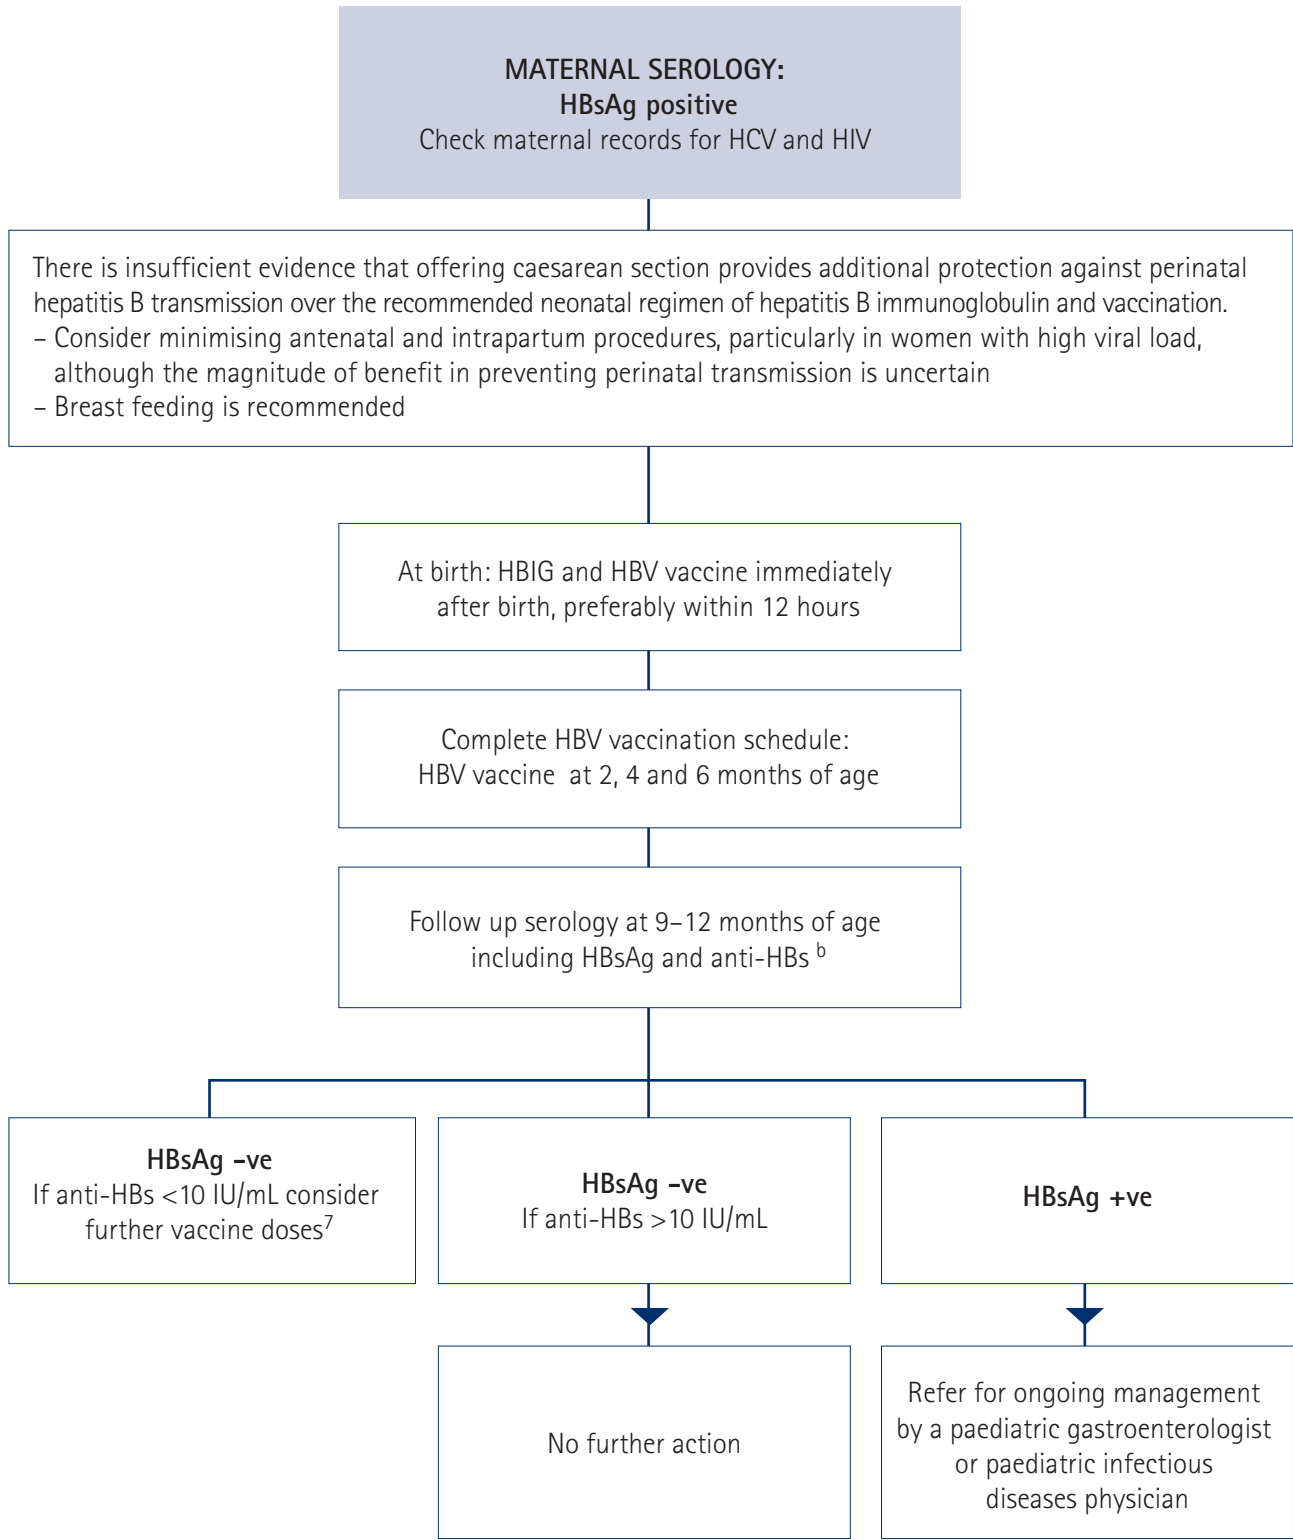 MATERNAL SEROLOGY:
HBsAg positive
Check maternal records for HCV and HIV
There is insufficient evidence that offering caesarean section provides additional protection against perinatal
hepatitis B transmission over the recommended neonatal regimen of hepatitis B immunoglobulin and vaccination.
– Consider minimising antenatal and intrapartum procedures, particularly in women with high viral load,
although the magnitude of benefit in preventing perinatal transmission is uncertain
– Breast feeding is recommended
At birth: HBIG and HBV vaccine immediately
after birth, preferably within 12 hours
Complete HBV vaccination schedule:
HBV vaccine at 2, 4 and 6 months of age
Follow up serology at 9–12 months of age
including HBsAg and anti-HBs b
HBsAg –ve
If anti-HBs <10 IU/mL consider
further vaccine doses7
HBsAg –ve
If anti-HBs >10 IU/mL
HBsAg +ve
No further action
Refer for ongoing management
by a paediatric gastroenterologist
or paediatric infectious
diseases physician